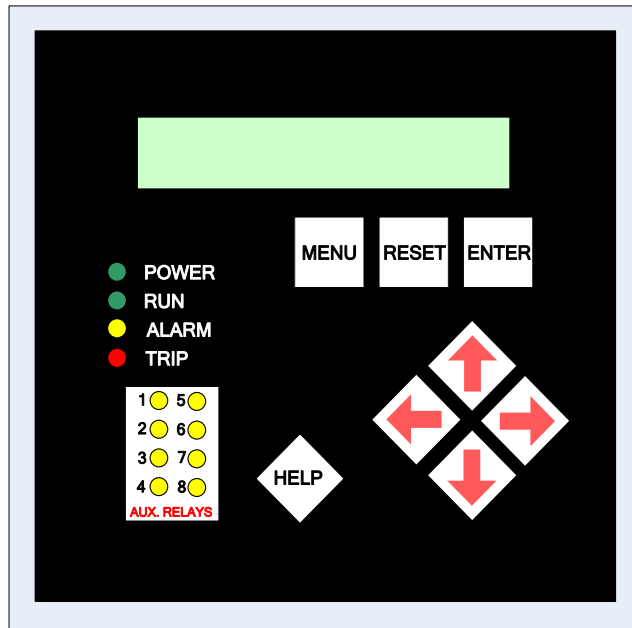 MENU RESET ENTER
POWER
RUN
ALARM
TRIP
1 5
2 6
3 7
4 8
AUX. RELAYS
HELP